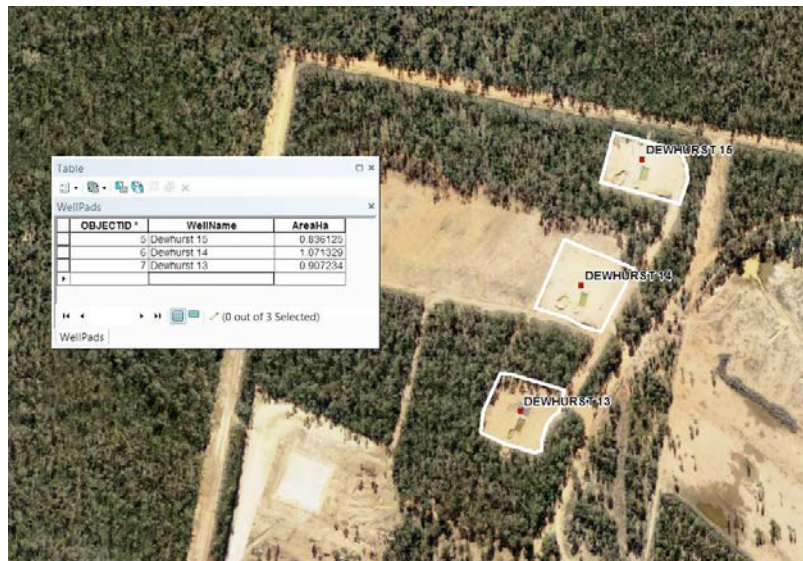 DEWHURST 15
Table
WellPads
OBJECTID * WellName AreaHa
5 Dewhurst 15 0.836125
6 Dewhurst 14 1.071329
7 Dewhurst 13 0.907234
DEWHURST 14
(0 out of 3 Selected)
WellPads
DEWHURST 13